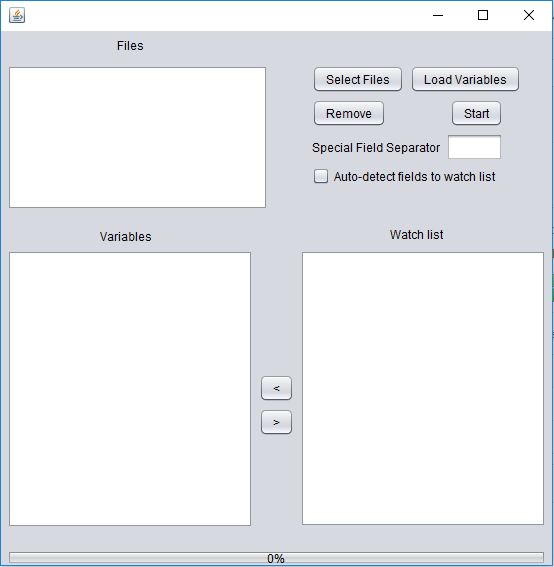 Files
Select Files
Load Variables
Remove
Start
Special Field Separator
Auto-detect fields to watch list
Variables
Watch list
<
>
0%